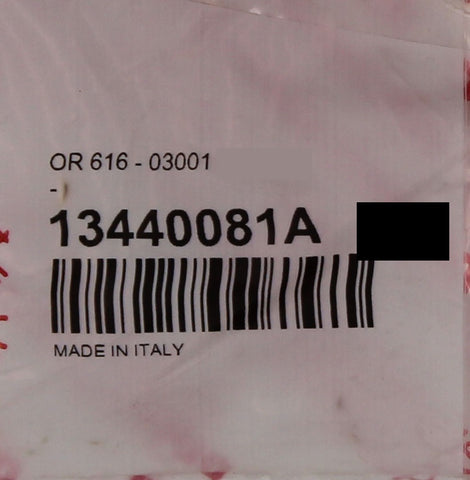 OR 616 - 03001
-
13440081A
MADE IN ITALY